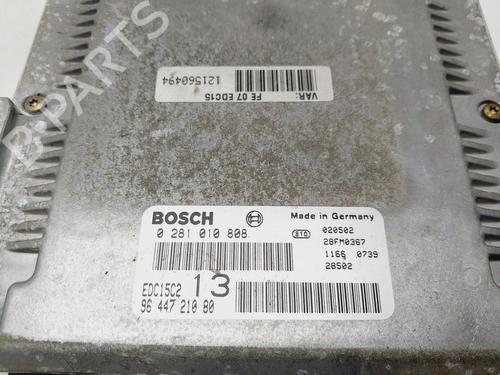 B-PARTS
VAR:
FE 07 EDC15
121560494
BOSCH
Made in Germany
0 281 010 808
E10 020502
28FM0367
1166 0739
28502
EDC15C2 13
96 447 210 80